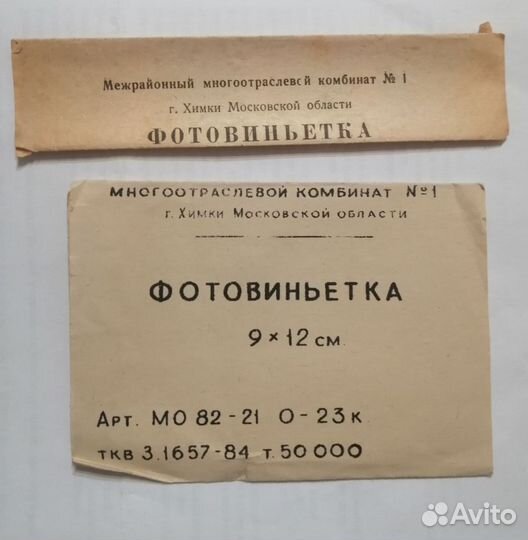 Межрайонный многоотраслевой комбинат № 1
г. Химки Московской области
ФОТОВИНЬЕТКА
МНОГООТРАСЛЕВОЙ КОМБИНАТ №1
г. Химки Московской области
ФОТОВИНЬЕТКА
9×12 см.
Арт. МО 82-21 0-23к
ТКВ 3.1657-84 т. 50 000
Avito